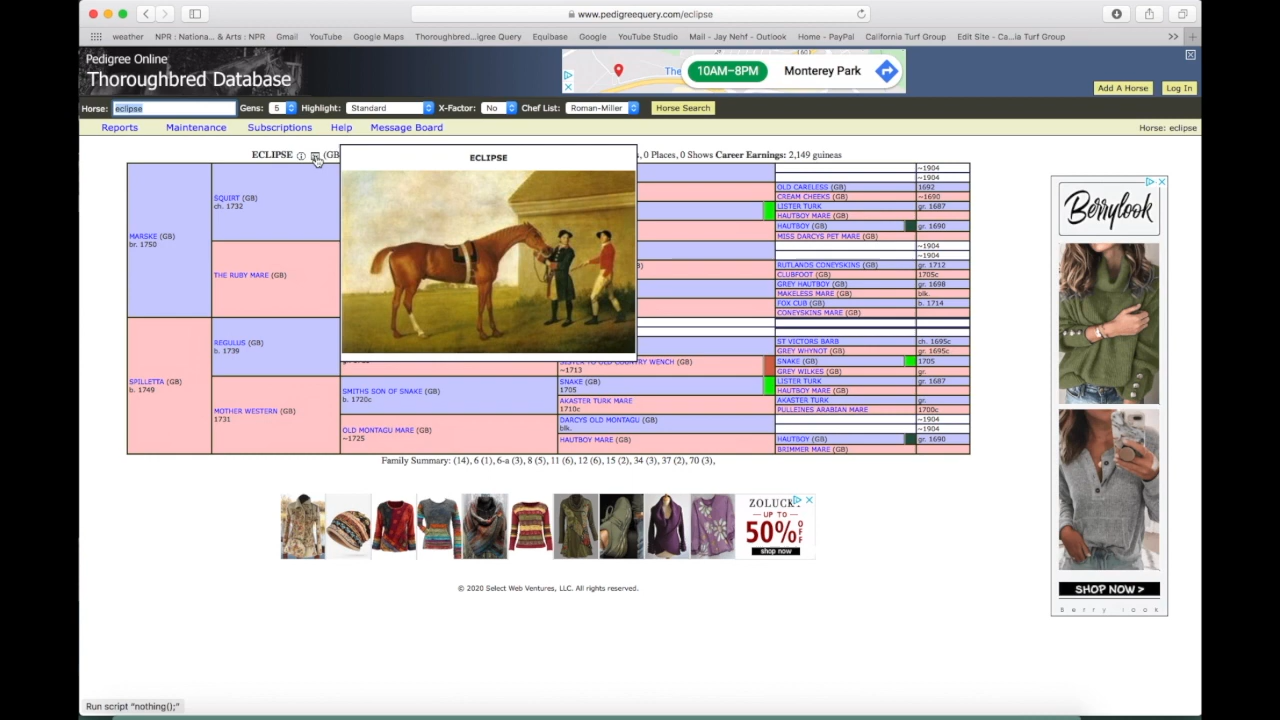 www.pedigreequery.com/eclipse
weather NPR : Nationa... & Arts : NPR Gmail YouTube Google Maps Thoroughbred...igree Query Equibase Google YouTube Studio Mail - Jay Nehf - Outlook Home - PayPal California Turf Group Edit Site - Ca...ia Turf Group
Pedigree Online
Thoroughbred Database
The
10AM–8PM
Monterey Park
Add A Horse
Log In
Horse: eclipse Gens: 5 Highlight: Standard X-Factor: No Chef List: Roman-Miller Horse Search
Reports Maintenance Subscriptions Help Message Board Horse: eclipse
ECLIPSE (GB
, 0 Places, 0 Shows Career Earnings: 2,149 guineas
ECLIPSE
MARSKE (GB)
br. 1750
SPILLETTA (GB)
b. 1749
SQUIRT (GB)
ch. 1732
THE RUBY MARE (GB)
REGULUS (GB)
b. 1739
MOTHER WESTERN (GB)
1731
SMITHS SON OF SNAKE (GB)
b. 1720c
OLD MONTAGU MARE (GB)
~1725
SISTER TO OLD COUNTRY WENCH (GB)
~1713
SNAKE (GB)
1705
AKASTER TURK MARE
1710c
DARCYS OLD MONTAGU (GB)
blk.
HAUTBOY MARE (GB)
~1904
~1904
OLD CARELESS (GB) 1692
CREAM CHEEKS (GB) ~1690
LISTER TURK gr. 1687
HAUTBOY MARE (GB)
HAUTBOY (GB) gr. 1690
MISS DARCYS PET MARE (GB)
~1904
~1904
RUTLANDS CONEYSKINS (GB) gr. 1712
CLUBFOOT (GB) 1705c
GREY HAUTBOY (GB) gr. 1698
MAKELESS MARE (GB) blk.
FOX CUB (GB) b. 1714
CONEYSKINS MARE (GB)
ST VICTORS BARB ch. 1695c
GREY WHYNOT (GB) gr. 1695c
SNAKE (GB) 1705
GREY WILKES (GB) gr.
LISTER TURK gr. 1687
HAUTBOY MARE (GB)
AKASTER TURK gr.
PULLEINES ARABIAN MARE 1700c
~1904
~1904
HAUTBOY (GB) gr. 1690
BRIMMER MARE (GB)
Family Summary: (14), 6 (1), 6-a (3), 8 (5), 11 (6), 12 (6), 15 (2), 34 (3), 37 (2), 70 (3),
ZOLUCKY
— UP TO —
50% OFF
shop now
© 2020 Select Web Ventures, LLC. All rights reserved.
Berrylook
SHOP NOW >
Berrylook
Run script "nothing();"